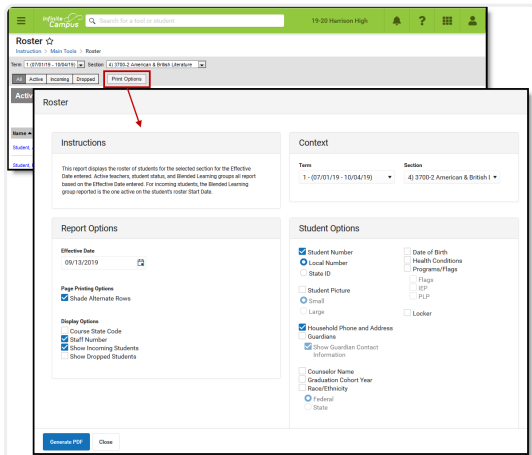 Infinite Campus
Search for a tool or student
19-20 Harrison High
?
Roster
Instruction > Main Tools > Roster
Term 1 (07/01/19 - 10/04/19) Section 4) 3700-2 American & British Literature
All Active Incoming Dropped Print Options
Activ
Name
Student,
Student,
Roster
Instructions
This report displays the roster of students for the selected section for the Effective
Date entered. Active teachers, student status, and Blended Learning groups all report
based on the Effective Date entered. For incoming students, the Blended Learning
group reported is the one active on the student's roster Start Date.
Context
Term Section
1 - (07/01/19 - 10/04/19) 4) 3700-2 American & British I
Report Options
Effective Date
09/13/2019
Page Printing Options
Shade Alternate Rows
Display Options
Course State Code
Staff Number
Show Incoming Students
Show Dropped Students
Student Options
Student Number
Local Number
State ID
Student Picture
Small
Large
Household Phone and Address
Guardians
Show Guardian Contact
Information
Counselor Name
Graduation Cohort Year
Race/Ethnicity
Federal
State
Date of Birth
Health Conditions
Programs/Flags
Flags
IEP
PLP
Locker
Generate PDF Close